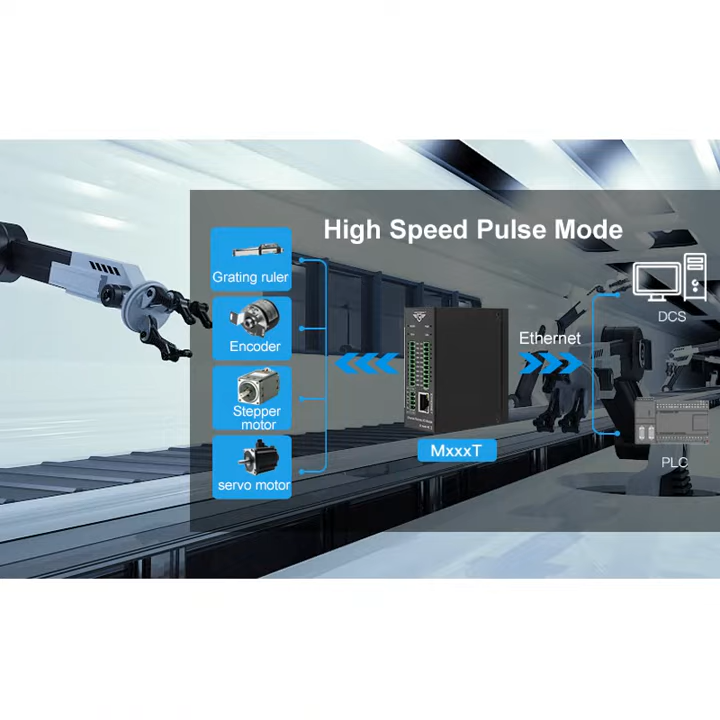 High Speed Pulse Mode
Grating ruler
Encoder
Stepper
motor
servo motor
MxxxT
Ethernet
DCS
PLC